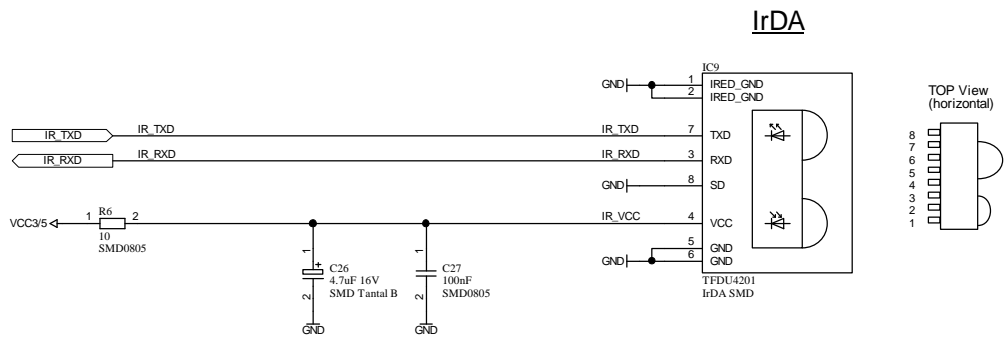 IrDA
IC9
GND 1 IRED_GND
2 IRED_GND
TOP View
(horizontal)
IR_TXD IR_TXD IR_TXD 7 TXD
IR_RXD IR_RXD IR_RXD 3 RXD
GND 8 SD
VCC3/5 1 R6 2 IR_VCC 4 VCC
10
SMD0805
5 GND
GND 6 GND
TFDU4201
IrDA SMD
1 + C26
4.7uF 16V
2 SMD Tantal B
GND
1 C27
100nF
2 SMD0805
GND
8
7
6
5
4
3
2
1